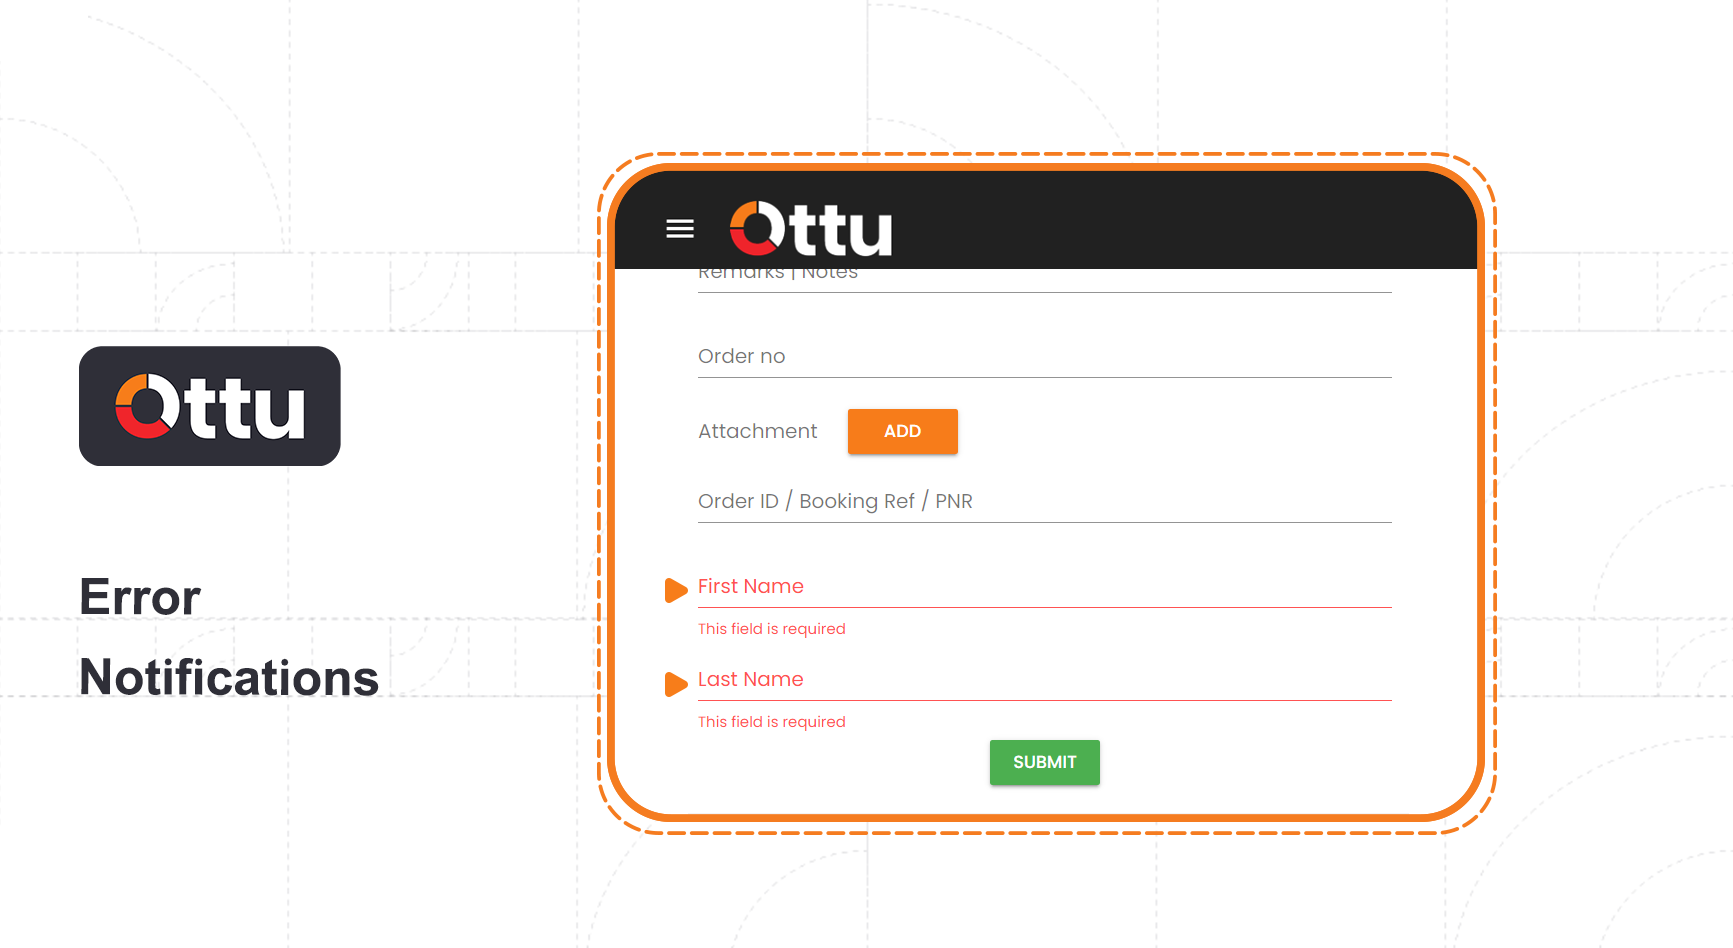 Ottu
Error
Notifications
Ottu
Remarks | Notes
Order no
Attachment ADD
Order ID / Booking Ref / PNR
First Name
This field is required
Last Name
This field is required
SUBMIT